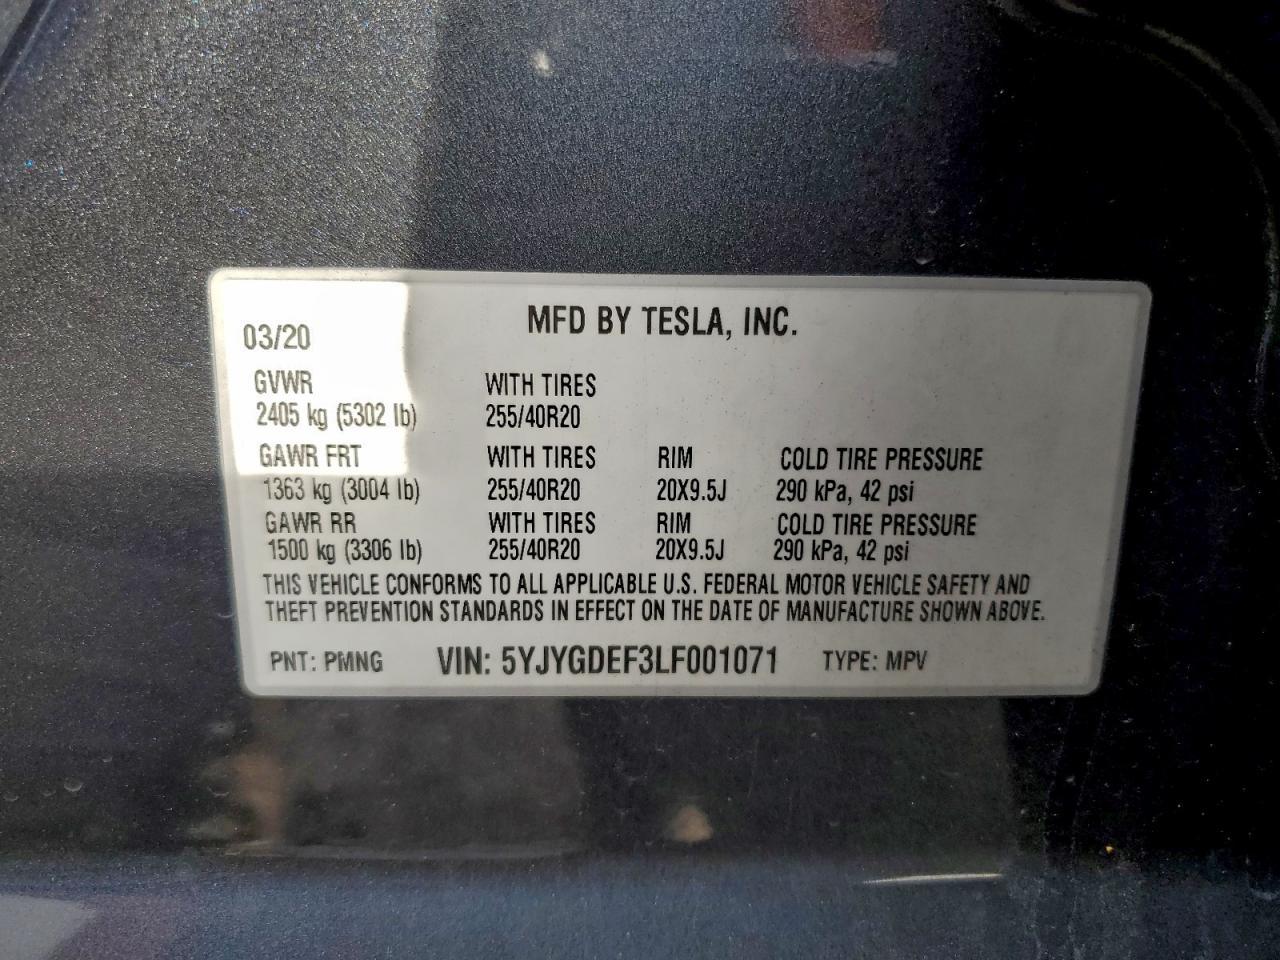 MFD BY TESLA, INC.
03/20
GVWR WITH TIRES
2405 kg (5302 lb) 255/40R20
GAWR FRT WITH TIRES RIM COLD TIRE PRESSURE
1363 kg (3004 lb) 255/40R20 20X9.5J 290 kPa, 42 psi
GAWR RR WITH TIRES RIM COLD TIRE PRESSURE
1500 kg (3306 lb) 255/40R20 20X9.5J 290 kPa, 42 psi
THIS VEHICLE CONFORMS TO ALL APPLICABLE U.S. FEDERAL MOTOR VEHICLE SAFETY AND
THEFT PREVENTION STANDARDS IN EFFECT ON THE DATE OF MANUFACTURE SHOWN ABOVE.
PNT: PMNG VIN: 5YJYGDEF3LF001071 TYPE: MPV